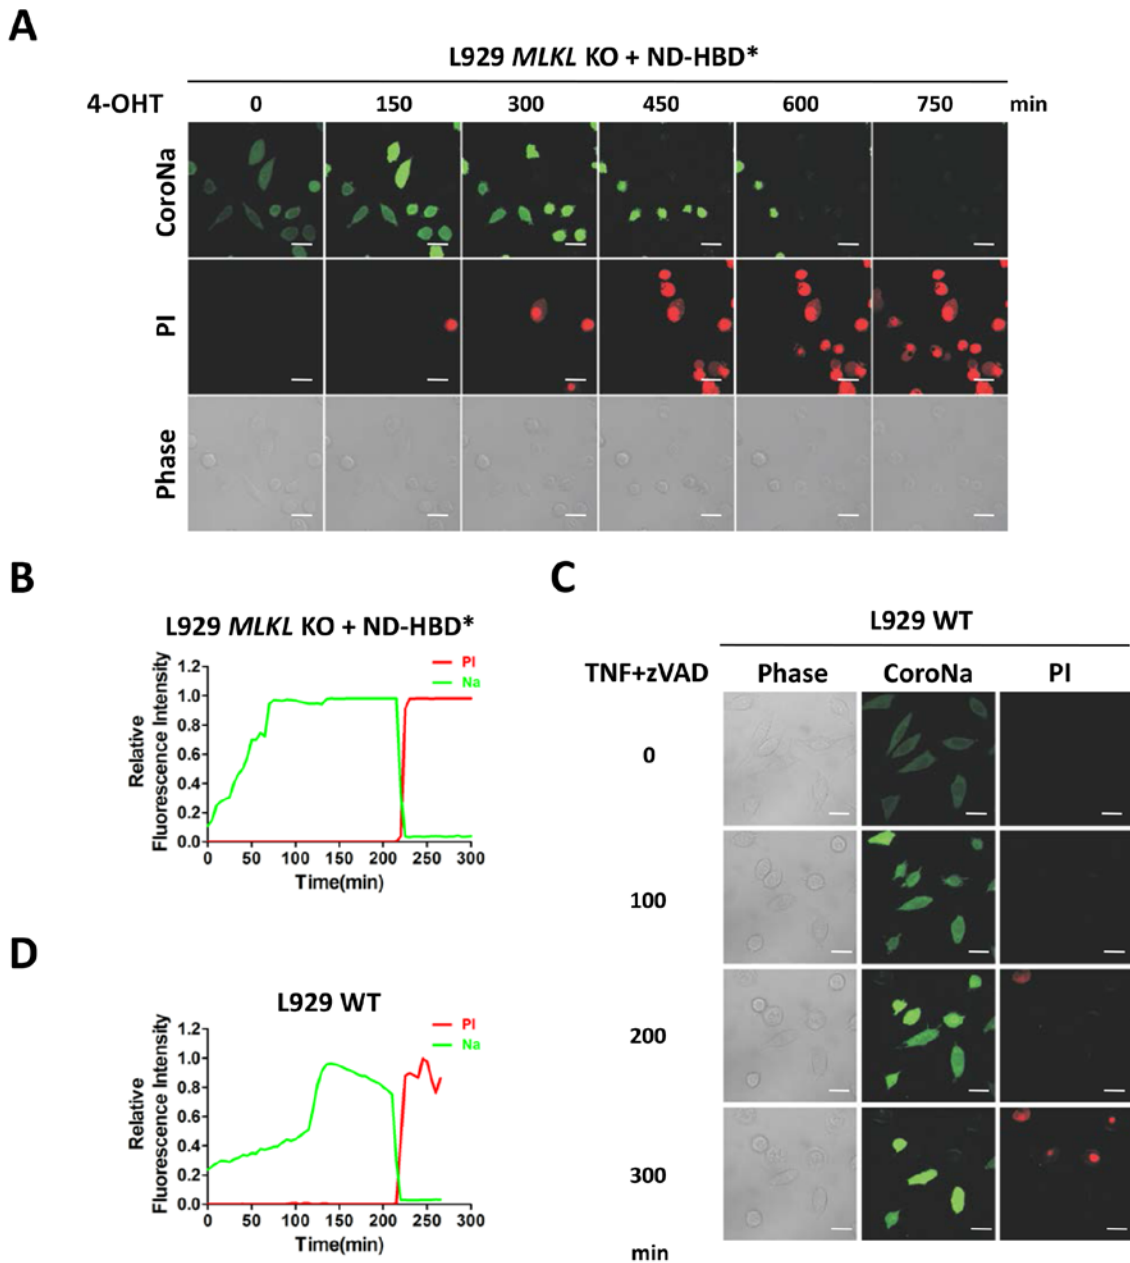 A
L929 MLKL KO + ND-HBD*
4-OHT 0 150 300 450 600 750 min
CoroNa
PI
Phase
B
L929 MLKL KO + ND-HBD*
PI
Na
Relative
Fluorescence Intensity
1.2
1.0
0.8
0.6
0.4
0.2
0.0
0 50 100 150 200 250 300
Time(min)
C
L929 WT
TNF+zVAD Phase CoroNa PI
0
100
200
300
min
D
L929 WT
PI
Na
Relative
Fluorescence Intensity
1.2
1.0
0.8
0.6
0.4
0.2
0.0
0 50 100 150 200 250 300
Time(min)